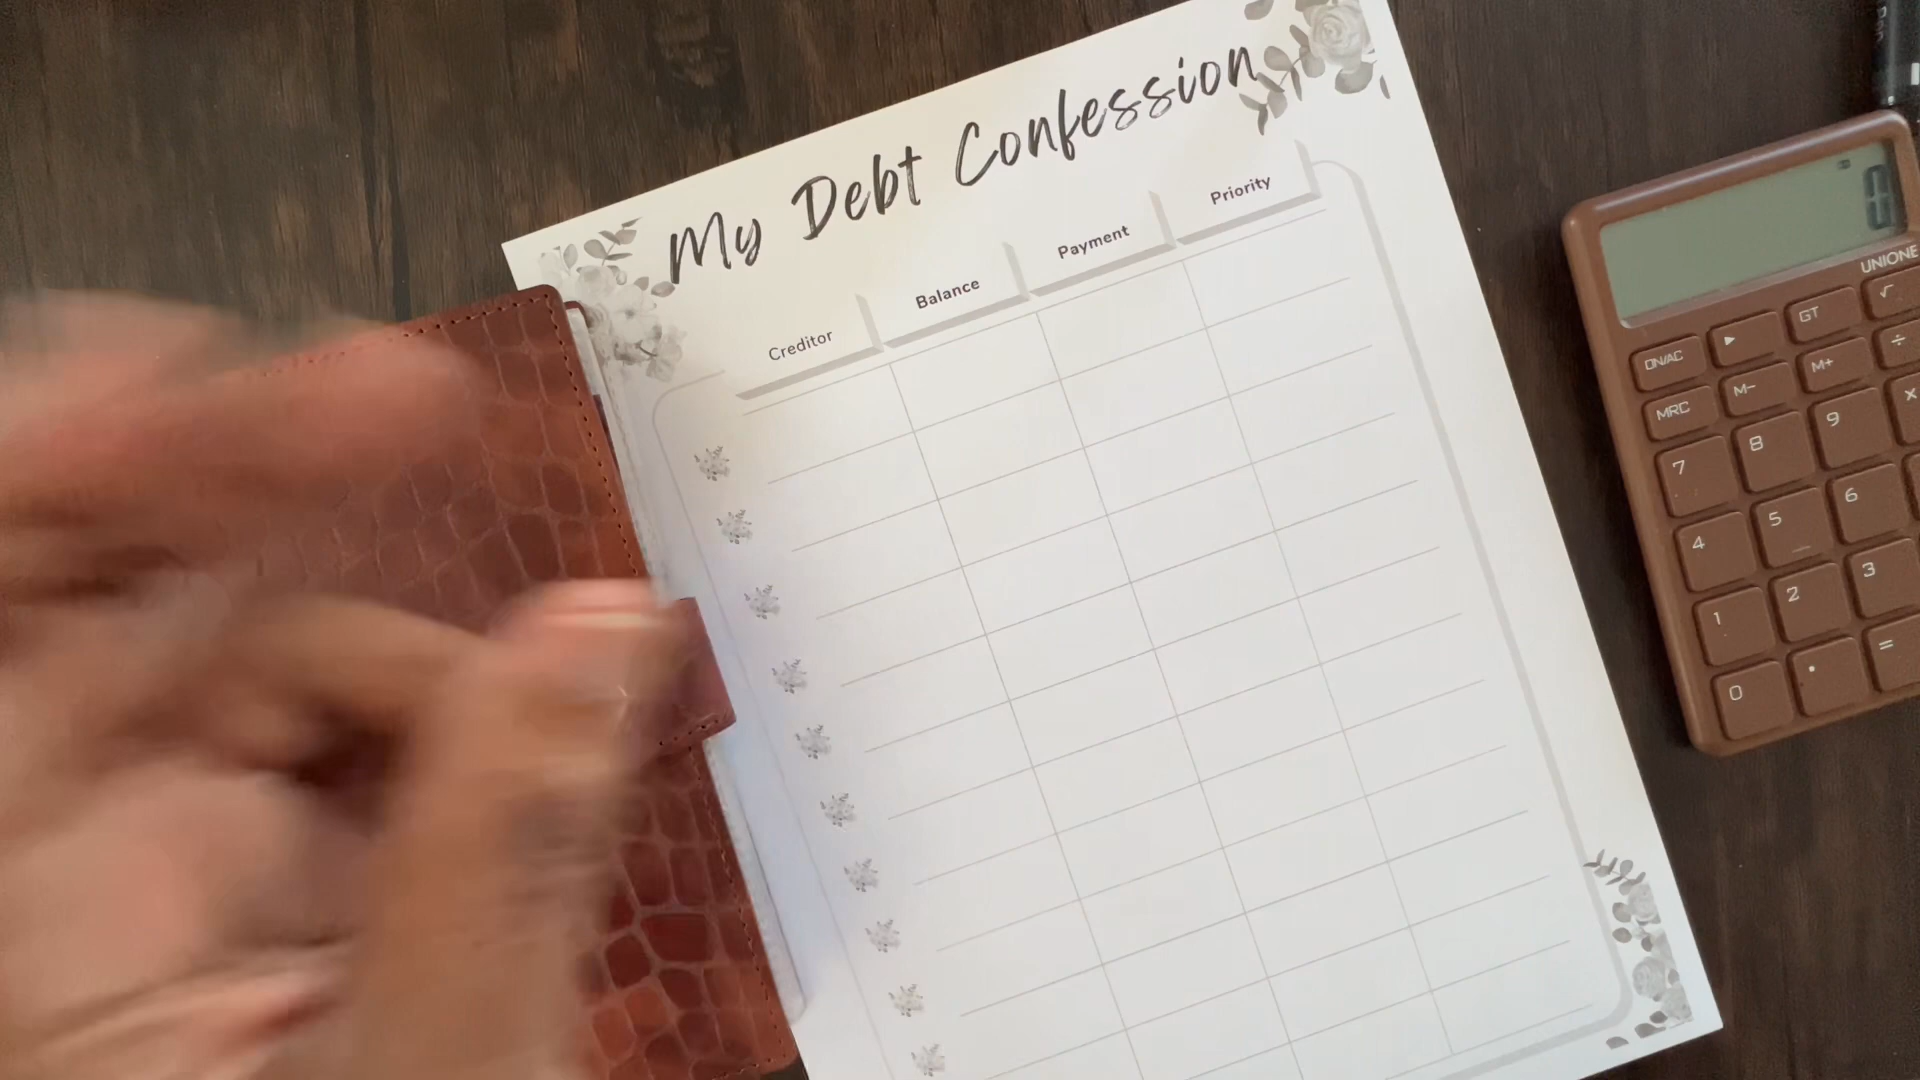 My Debt Confession
Creditor Balance Payment Priority
0
UNIONE
ON/AC ▶ GT √
MRC M- M+ ÷
7 8 9 ×
4 5 6
1 2 3
0 . =